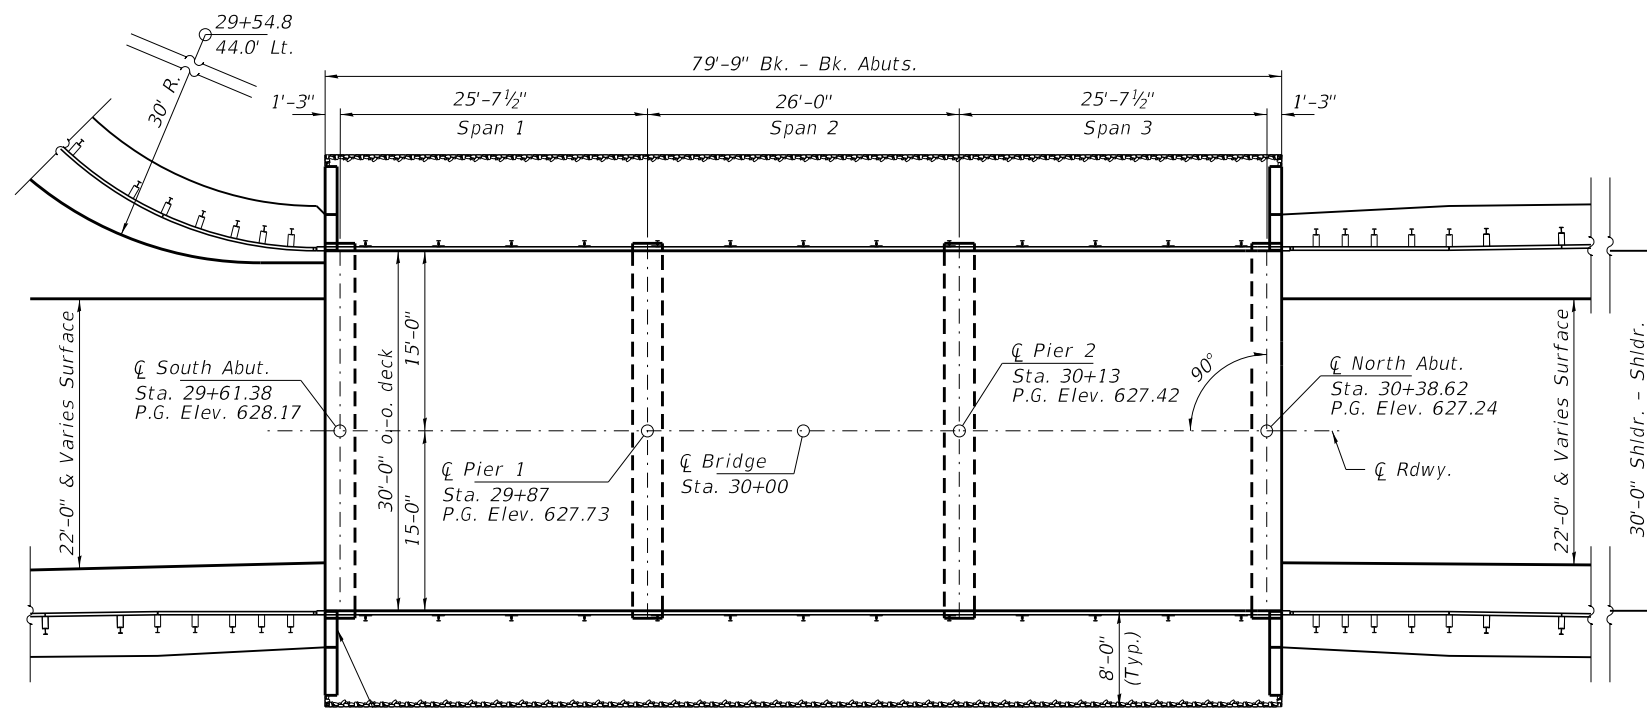 29+54.8
44.0' Lt.
30' R.
79'-9" Bk. - Bk. Abuts.
1'-3"
25'-7½"
Span 1
26'-0"
Span 2
25'-7½"
Span 3
1'-3"
℄ South Abut.
Sta. 29+61.38
P.G. Elev. 628.17
22'-0" & Varies Surface
30'-0" o.-o. deck
15'-0"
15-0"
℄ Pier 1
Sta. 29+87
P.G. Elev. 627.73
℄ Bridge
Sta. 30+00
℄ Pier 2
Sta. 30+13
P.G. Elev. 627.42
90°
℄ North Abut.
Sta. 30+38.62
P.G. Elev. 627.24
℄ Rdwy.
22'-0" & Varies Surface
30'-0" Shldr. - Shldr.
8'-0"
(Typ.)